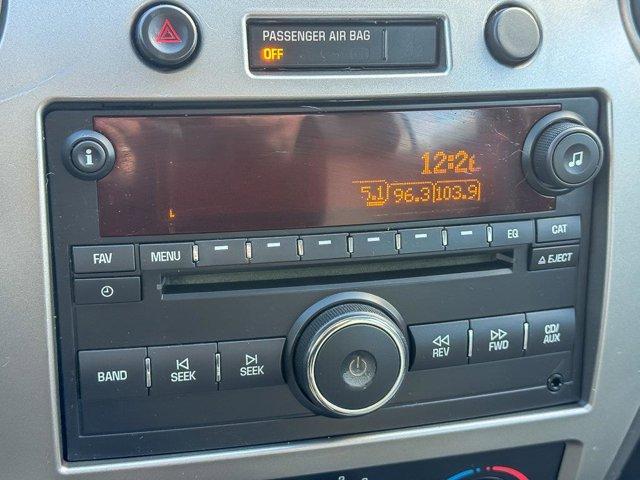 PASSENGER AIR BAG
OFF
i
12:26
5.1 96.3 103.9
FAV MENU EQ CAT
EJECT
BAND SEEK SEEK REV FWD CD/
AUX